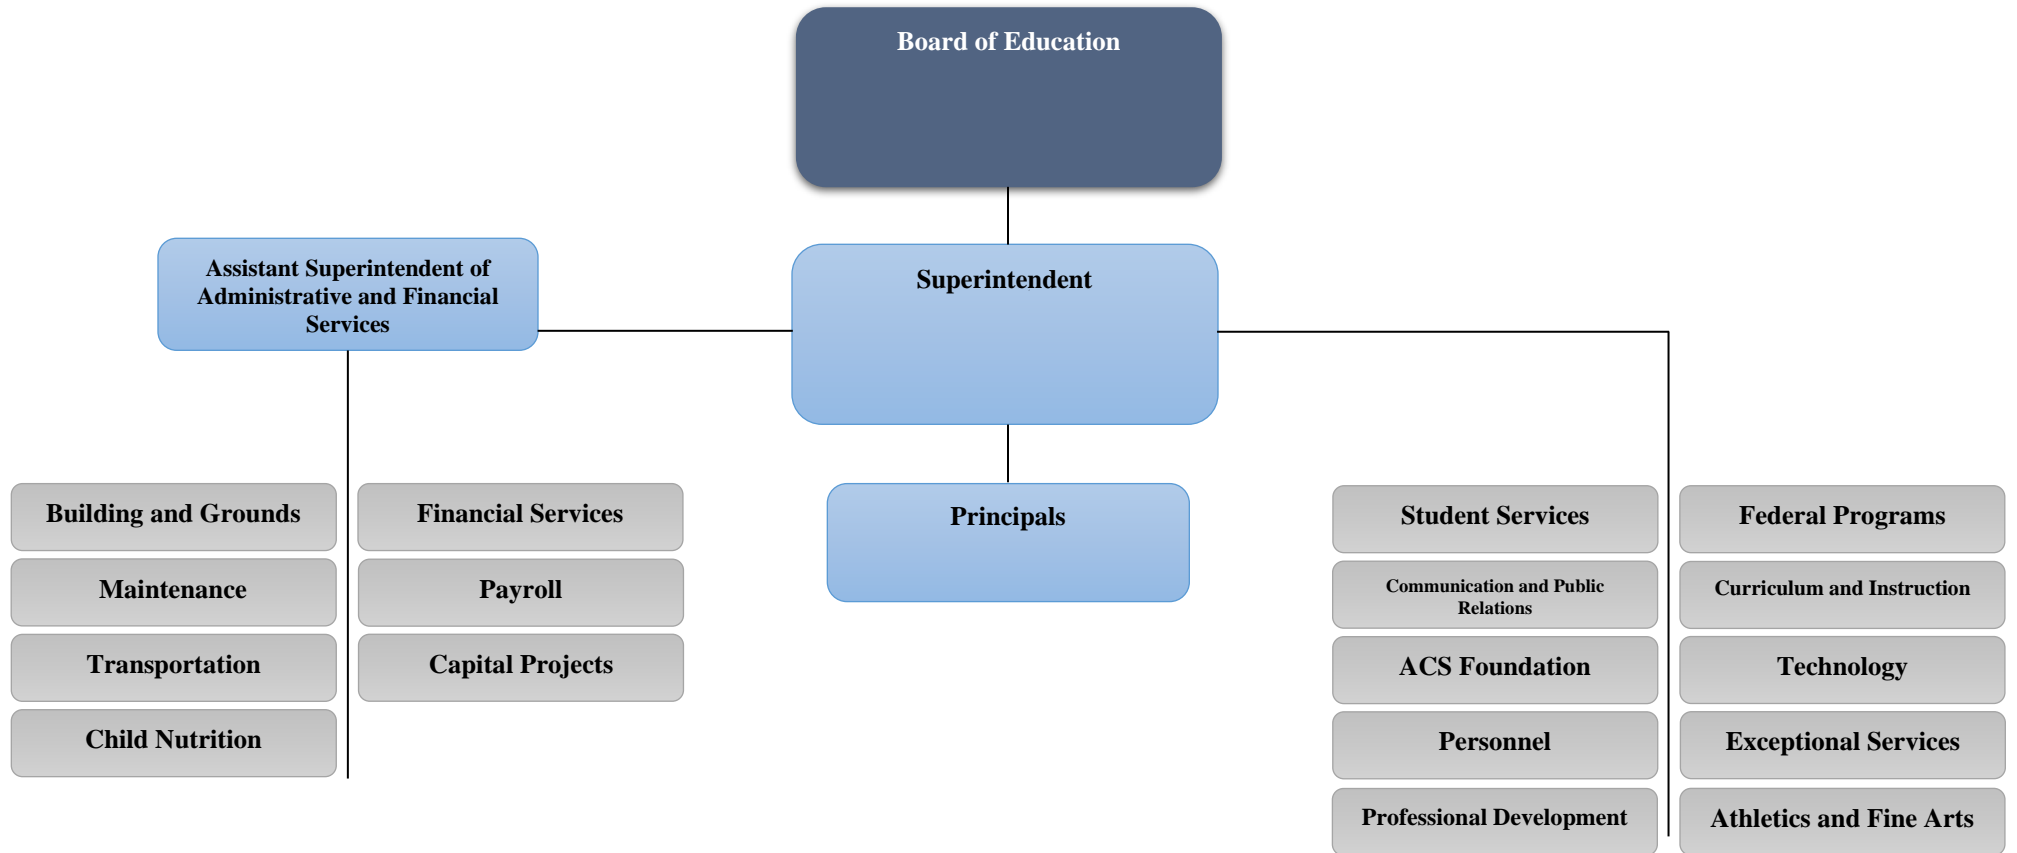 Board of Education
Assistant Superintendent of
Administrative and Financial
Services
Superintendent
Building and Grounds
Financial Services
Maintenance
Payroll
Transportation
Capital Projects
Child Nutrition
Principals
Student Services
Federal Programs
Communication and Public
Relations
Curriculum and Instruction
ACS Foundation
Technology
Personnel
Exceptional Services
Professional Development
Athletics and Fine Arts